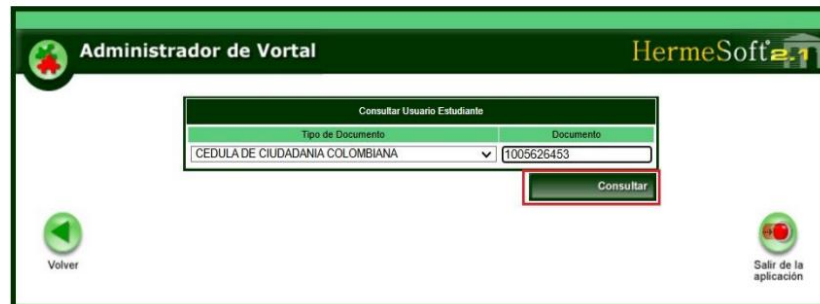 Administrador de Vortal
HermeSoft 2.1
Consultar Usuario Estudiante
Tipo de Documento Documento
CEDULA DE CIUDADANIA COLOMBIANA 1005626453
Consultar
Volver
Salir de la
aplicación